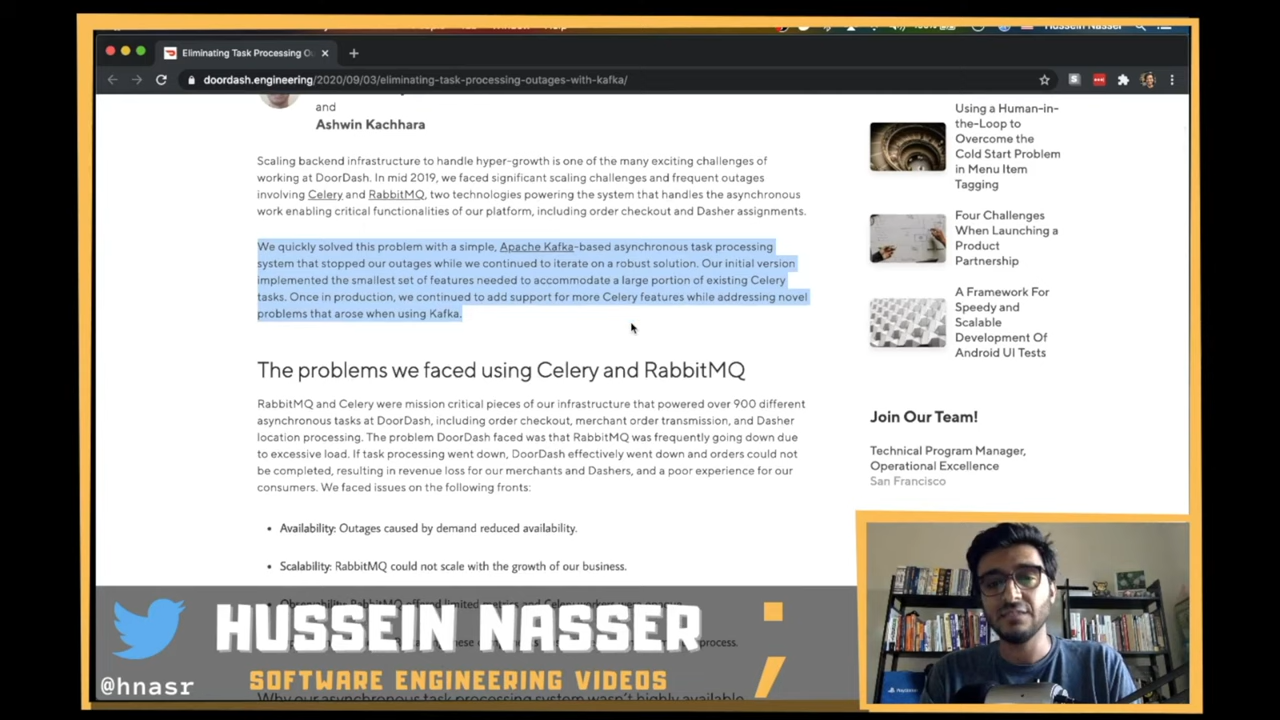 Hussein Nasser
Eliminating Task Processing O
doordash.engineering/2020/09/03/eliminating-task-processing-outages-with-kafka/
and
Ashwin Kachhara
Scaling backend infrastructure to handle hyper-growth is one of the many exciting challenges of
working at DoorDash. In mid 2019, we faced significant scaling challenges and frequent outages
involving Celery and RabbitMQ, two technologies powering the system that handles the asynchronous
work enabling critical functionalities of our platform, including order checkout and Dasher assignments.
We quickly solved this problem with a simple, Apache Kafka-based asynchronous task processing
system that stopped our outages while we continued to iterate on a robust solution. Our initial version
implemented the smallest set of features needed to accommodate a large portion of existing Celery
tasks. Once in production, we continued to add support for more Celery features while addressing novel
problems that arose when using Kafka.
The problems we faced using Celery and RabbitMQ
RabbitMQ and Celery were mission critical pieces of our infrastructure that powered over 900 different
asynchronous tasks at DoorDash, including order checkout, merchant order transmission, and Dasher
location processing. The problem DoorDash faced was that RabbitMQ was frequently going down due
to excessive load. If task processing went down, DoorDash effectively went down and orders could not
be completed, resulting in revenue loss for our merchants and Dashers, and a poor experience for our
consumers. We faced issues on the following fronts:
• Availability: Outages caused by demand reduced availability.
• Scalability: RabbitMQ could not scale with the growth of our business.
Using a Human-in-
the-Loop to
Overcome the
Cold Start Problem
in Menu Item
Tagging
Four Challenges
When Launching a
Product
Partnership
A Framework For
Speedy and
Scalable
Development Of
Android UI Tests
Join Our Team!
Technical Program Manager,
Operational Excellence
San Francisco
HUSSEIN NASSER ;
@hnasr
SOFTWARE ENGINEERING VIDEOS
Why our asynchronous task processing system wasn't highly available